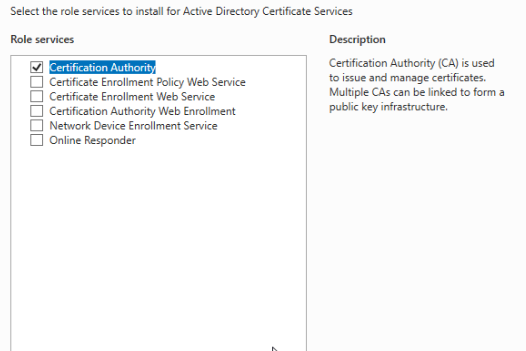 Select the role services to install for Active Directory Certificate Services
Role services
Certification Authority
Certificate Enrollment Policy Web Service
Certificate Enrollment Web Service
Certification Authority Web Enrollment
Network Device Enrollment Service
Online Responder
Description
Certification Authority (CA) is used
to issue and manage certificates.
Multiple CAs can be linked to form a
public key infrastructure.